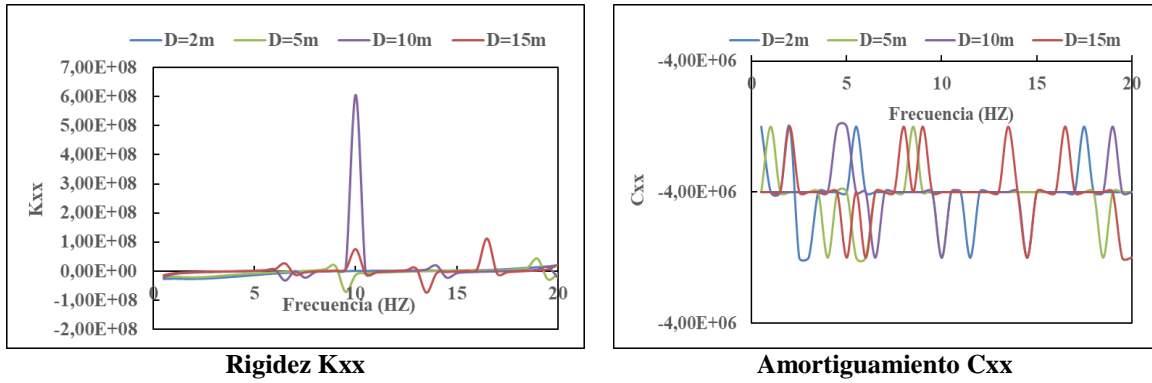 D=2m D=5m D=10m D=15m
7,00E+08
6,00E+08
5,00E+08
4,00E+08
3,00E+08
2,00E+08
1,00E+08
0,00E+00
-1,00E+08
-2,00E+08
Kxx
0 5 10 15 20
Frecuencia (HZ)
Rigidez Kxx
D=2m D=5m D=10m D=15m
-4,00E+06
-4,00E+06
-4,00E+06
Cxx
0 5 10 15 20
Frecuencia (HZ)
Amortiguamiento Cxx